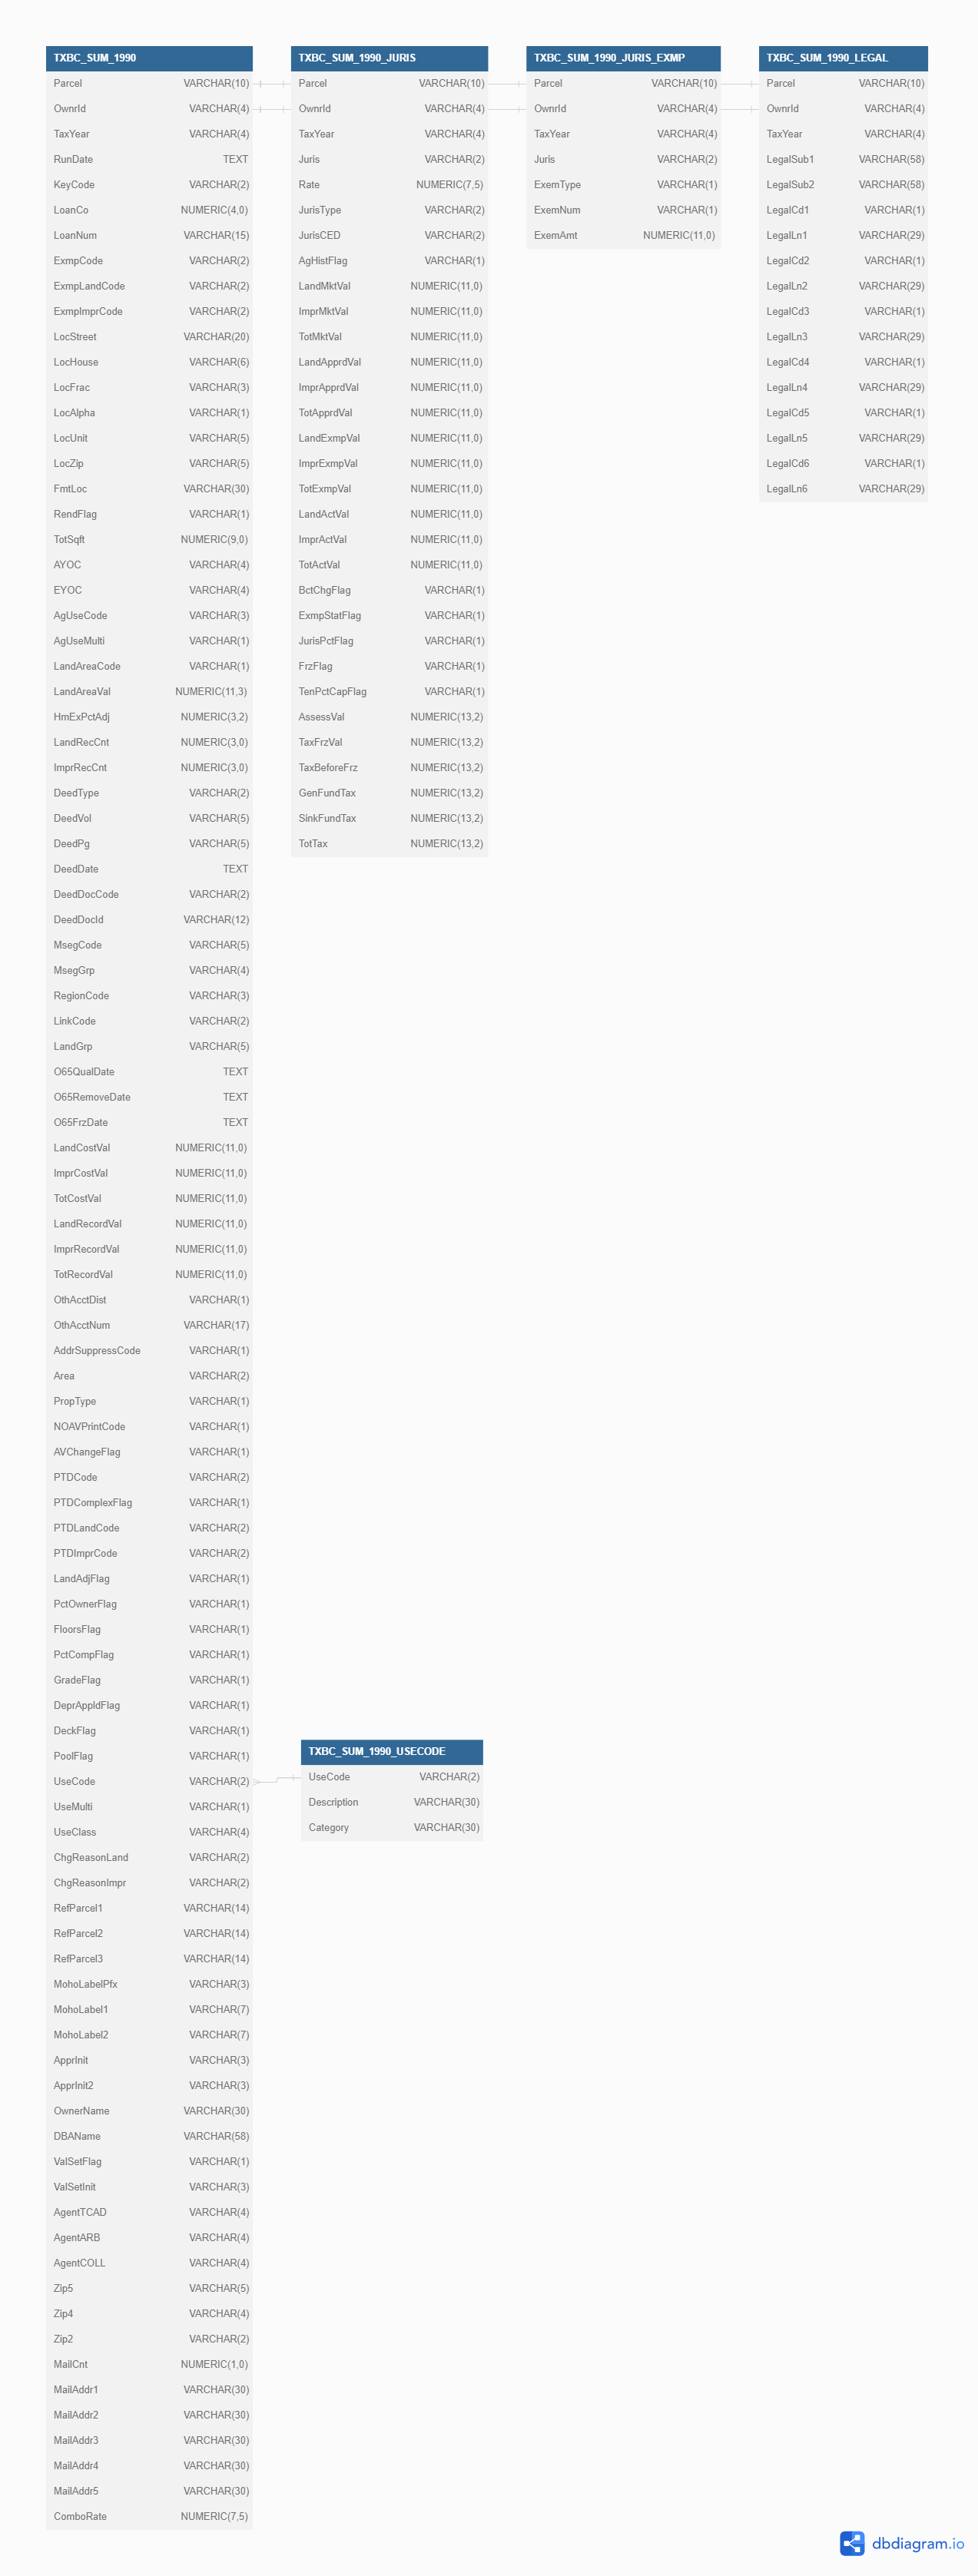 TXBC_SUM_1990
Parcel VARCHAR(10)
OwnrId VARCHAR(4)
TaxYear VARCHAR(4)
RunDate TEXT
KeyCode VARCHAR(2)
LoanCo NUMERIC(4,0)
LoanNum VARCHAR(15)
ExmpCode VARCHAR(2)
ExmpLandCode VARCHAR(2)
ExmpImprCode VARCHAR(2)
LocStreet VARCHAR(20)
LocHouse VARCHAR(6)
LocFrac VARCHAR(3)
LocAlpha VARCHAR(1)
LocUnit VARCHAR(5)
LocZip VARCHAR(5)
FmtLoc VARCHAR(30)
RendFlag VARCHAR(1)
TotSqft NUMERIC(9,0)
AYOC VARCHAR(4)
EYOC VARCHAR(4)
AgUseCode VARCHAR(3)
AgUseMulti VARCHAR(1)
LandAreaCode VARCHAR(1)
LandAreaVal NUMERIC(11,3)
HmExPctAdj NUMERIC(3,2)
LandRecCnt NUMERIC(3,0)
ImprRecCnt NUMERIC(3,0)
DeedType VARCHAR(2)
DeedVol VARCHAR(5)
DeedPg VARCHAR(5)
DeedDate TEXT
DeedDocCode VARCHAR(2)
DeedDocId VARCHAR(12)
MsegCode VARCHAR(5)
MsegGrp VARCHAR(4)
RegionCode VARCHAR(3)
LinkCode VARCHAR(2)
LandGrp VARCHAR(5)
O65QualDate TEXT
O65RemoveDate TEXT
O65FrzDate TEXT
LandCostVal NUMERIC(11,0)
ImprCostVal NUMERIC(11,0)
TotCostVal NUMERIC(11,0)
LandRecordVal NUMERIC(11,0)
ImprRecordVal NUMERIC(11,0)
TotRecordVal NUMERIC(11,0)
OthAcctDist VARCHAR(1)
OthAcctNum VARCHAR(17)
AddrSuppressCode VARCHAR(1)
Area VARCHAR(2)
PropType VARCHAR(1)
NOAVPrintCode VARCHAR(1)
AVChangeFlag VARCHAR(1)
PTDCode VARCHAR(2)
PTDComplexFlag VARCHAR(1)
PTDLandCode VARCHAR(2)
PTDImprCode VARCHAR(2)
LandAdjFlag VARCHAR(1)
PctOwnerFlag VARCHAR(1)
FloorsFlag VARCHAR(1)
PctCompFlag VARCHAR(1)
GradeFlag VARCHAR(1)
DeprAppldFlag VARCHAR(1)
DeckFlag VARCHAR(1)
PoolFlag VARCHAR(1)
UseCode VARCHAR(2)
UseMulti VARCHAR(1)
UseClass VARCHAR(4)
ChgReasonLand VARCHAR(2)
ChgReasonImpr VARCHAR(2)
RefParcel1 VARCHAR(14)
RefParcel2 VARCHAR(14)
RefParcel3 VARCHAR(14)
MohoLabelPfx VARCHAR(3)
MohoLabel1 VARCHAR(7)
MohoLabel2 VARCHAR(7)
ApprInit VARCHAR(3)
ApprInit2 VARCHAR(3)
OwnerName VARCHAR(30)
DBAName VARCHAR(58)
ValSetFlag VARCHAR(1)
ValSetInit VARCHAR(3)
AgentTCAD VARCHAR(4)
AgentARB VARCHAR(4)
AgentCOLL VARCHAR(4)
Zip5 VARCHAR(5)
Zip4 VARCHAR(4)
Zip2 VARCHAR(2)
MailCnt NUMERIC(1,0)
MailAddr1 VARCHAR(30)
MailAddr2 VARCHAR(30)
MailAddr3 VARCHAR(30)
MailAddr4 VARCHAR(30)
MailAddr5 VARCHAR(30)
ComboRate NUMERIC(7,5)
TXBC_SUM_1990_JURIS
Parcel VARCHAR(10)
OwnrId VARCHAR(4)
TaxYear VARCHAR(4)
Juris VARCHAR(2)
Rate NUMERIC(7,5)
JurisType VARCHAR(2)
JurisCED VARCHAR(2)
AgHistFlag VARCHAR(1)
LandMktVal NUMERIC(11,0)
ImprMktVal NUMERIC(11,0)
TotMktVal NUMERIC(11,0)
LandApprdVal NUMERIC(11,0)
ImprApprdVal NUMERIC(11,0)
TotApprdVal NUMERIC(11,0)
LandExmpVal NUMERIC(11,0)
ImprExmpVal NUMERIC(11,0)
TotExmpVal NUMERIC(11,0)
LandActVal NUMERIC(11,0)
ImprActVal NUMERIC(11,0)
TotActVal NUMERIC(11,0)
BctChgFlag VARCHAR(1)
ExmpStatFlag VARCHAR(1)
JurisPctFlag VARCHAR(1)
FrzFlag VARCHAR(1)
TenPctCapFlag VARCHAR(1)
AssessVal NUMERIC(13,2)
TaxFrzVal NUMERIC(13,2)
TaxBeforeFrz NUMERIC(13,2)
GenFundTax NUMERIC(13,2)
SinkFundTax NUMERIC(13,2)
TotTax NUMERIC(13,2)
TXBC_SUM_1990_JURIS_EXMP
Parcel VARCHAR(10)
OwnrId VARCHAR(4)
TaxYear VARCHAR(4)
Juris VARCHAR(2)
ExemType VARCHAR(1)
ExemNum VARCHAR(1)
ExemAmt NUMERIC(11,0)
TXBC_SUM_1990_LEGAL
Parcel VARCHAR(10)
OwnrId VARCHAR(4)
TaxYear VARCHAR(4)
LegalSub1 VARCHAR(58)
LegalSub2 VARCHAR(58)
LegalCd1 VARCHAR(1)
LegalLn1 VARCHAR(29)
LegalCd2 VARCHAR(1)
LegalLn2 VARCHAR(29)
LegalCd3 VARCHAR(1)
LegalLn3 VARCHAR(29)
LegalCd4 VARCHAR(1)
LegalLn4 VARCHAR(29)
LegalCd5 VARCHAR(1)
LegalLn5 VARCHAR(29)
LegalCd6 VARCHAR(1)
LegalLn6 VARCHAR(29)
TXBC_SUM_1990_USECODE
UseCode VARCHAR(2)
Description VARCHAR(30)
Category VARCHAR(30)
dbdiagram.io